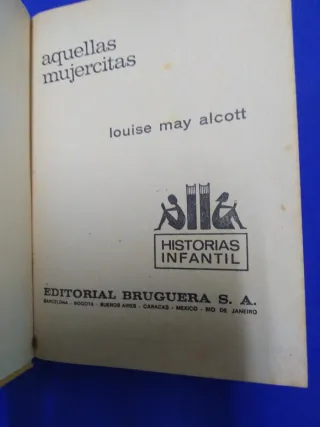 aquellas
mujercitas
louise may alcott
HISTORIAS
INFANTIL
EDITORIAL BRUGUERA S. A.
BARCELONA - BOGOTA - BUENOS AIRES - CARACAS - MEXICO - RIO DE JANEIRO